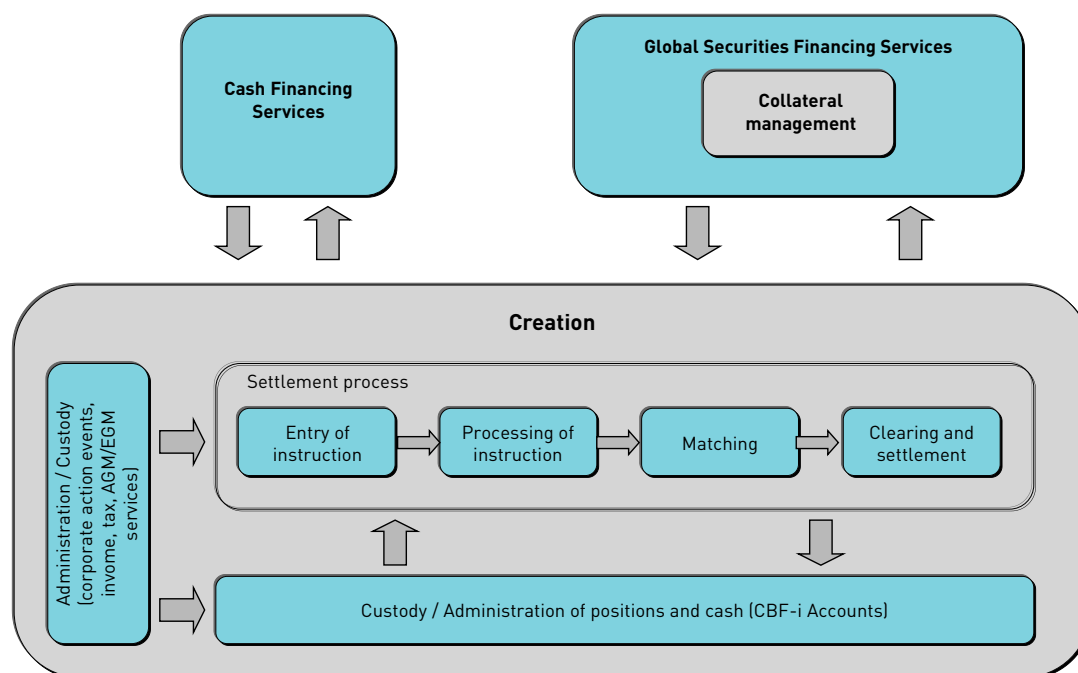 Cash Financing
Services
Global Securities Financing Services
Collateral
management
Creation
Administration / Custody
(corporate action events,
invome, tax, AGM/EGM
services)
Settlement process
Entry of
instruction
Processing of
instruction
Matching
Clearing and
settlement
Custody / Administration of positions and cash (CBF-i Accounts)